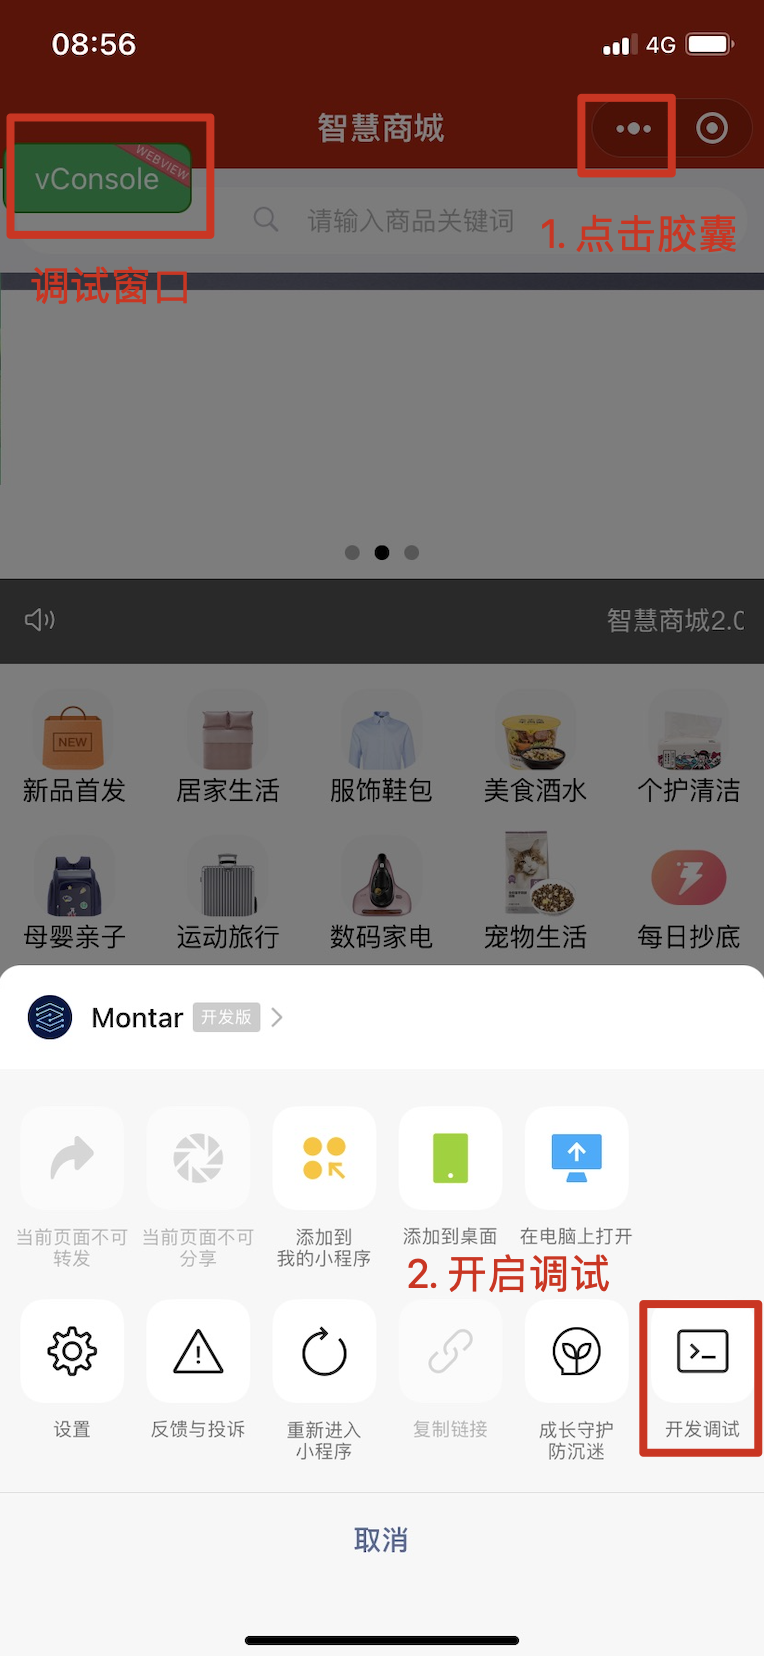 08:56
4G
智慧商城
WEBVIEW
vConsole
请输入商品关键词
1. 点击胶囊
调试窗口
智慧商城2.0
NEW
新品首发
居家生活
服饰鞋包
美食酒水
个护清洁
母婴亲子
运动旅行
数码家电
宠物生活
每日抄底
Montar
开发版
当前页面不可
转发
当前页面不可
分享
添加到
我的小程序
添加到桌面
在电脑上打开
2. 开启调试
设置
反馈与投诉
重新进入
小程序
复制链接
成长守护
防沉迷
开发调试
取消